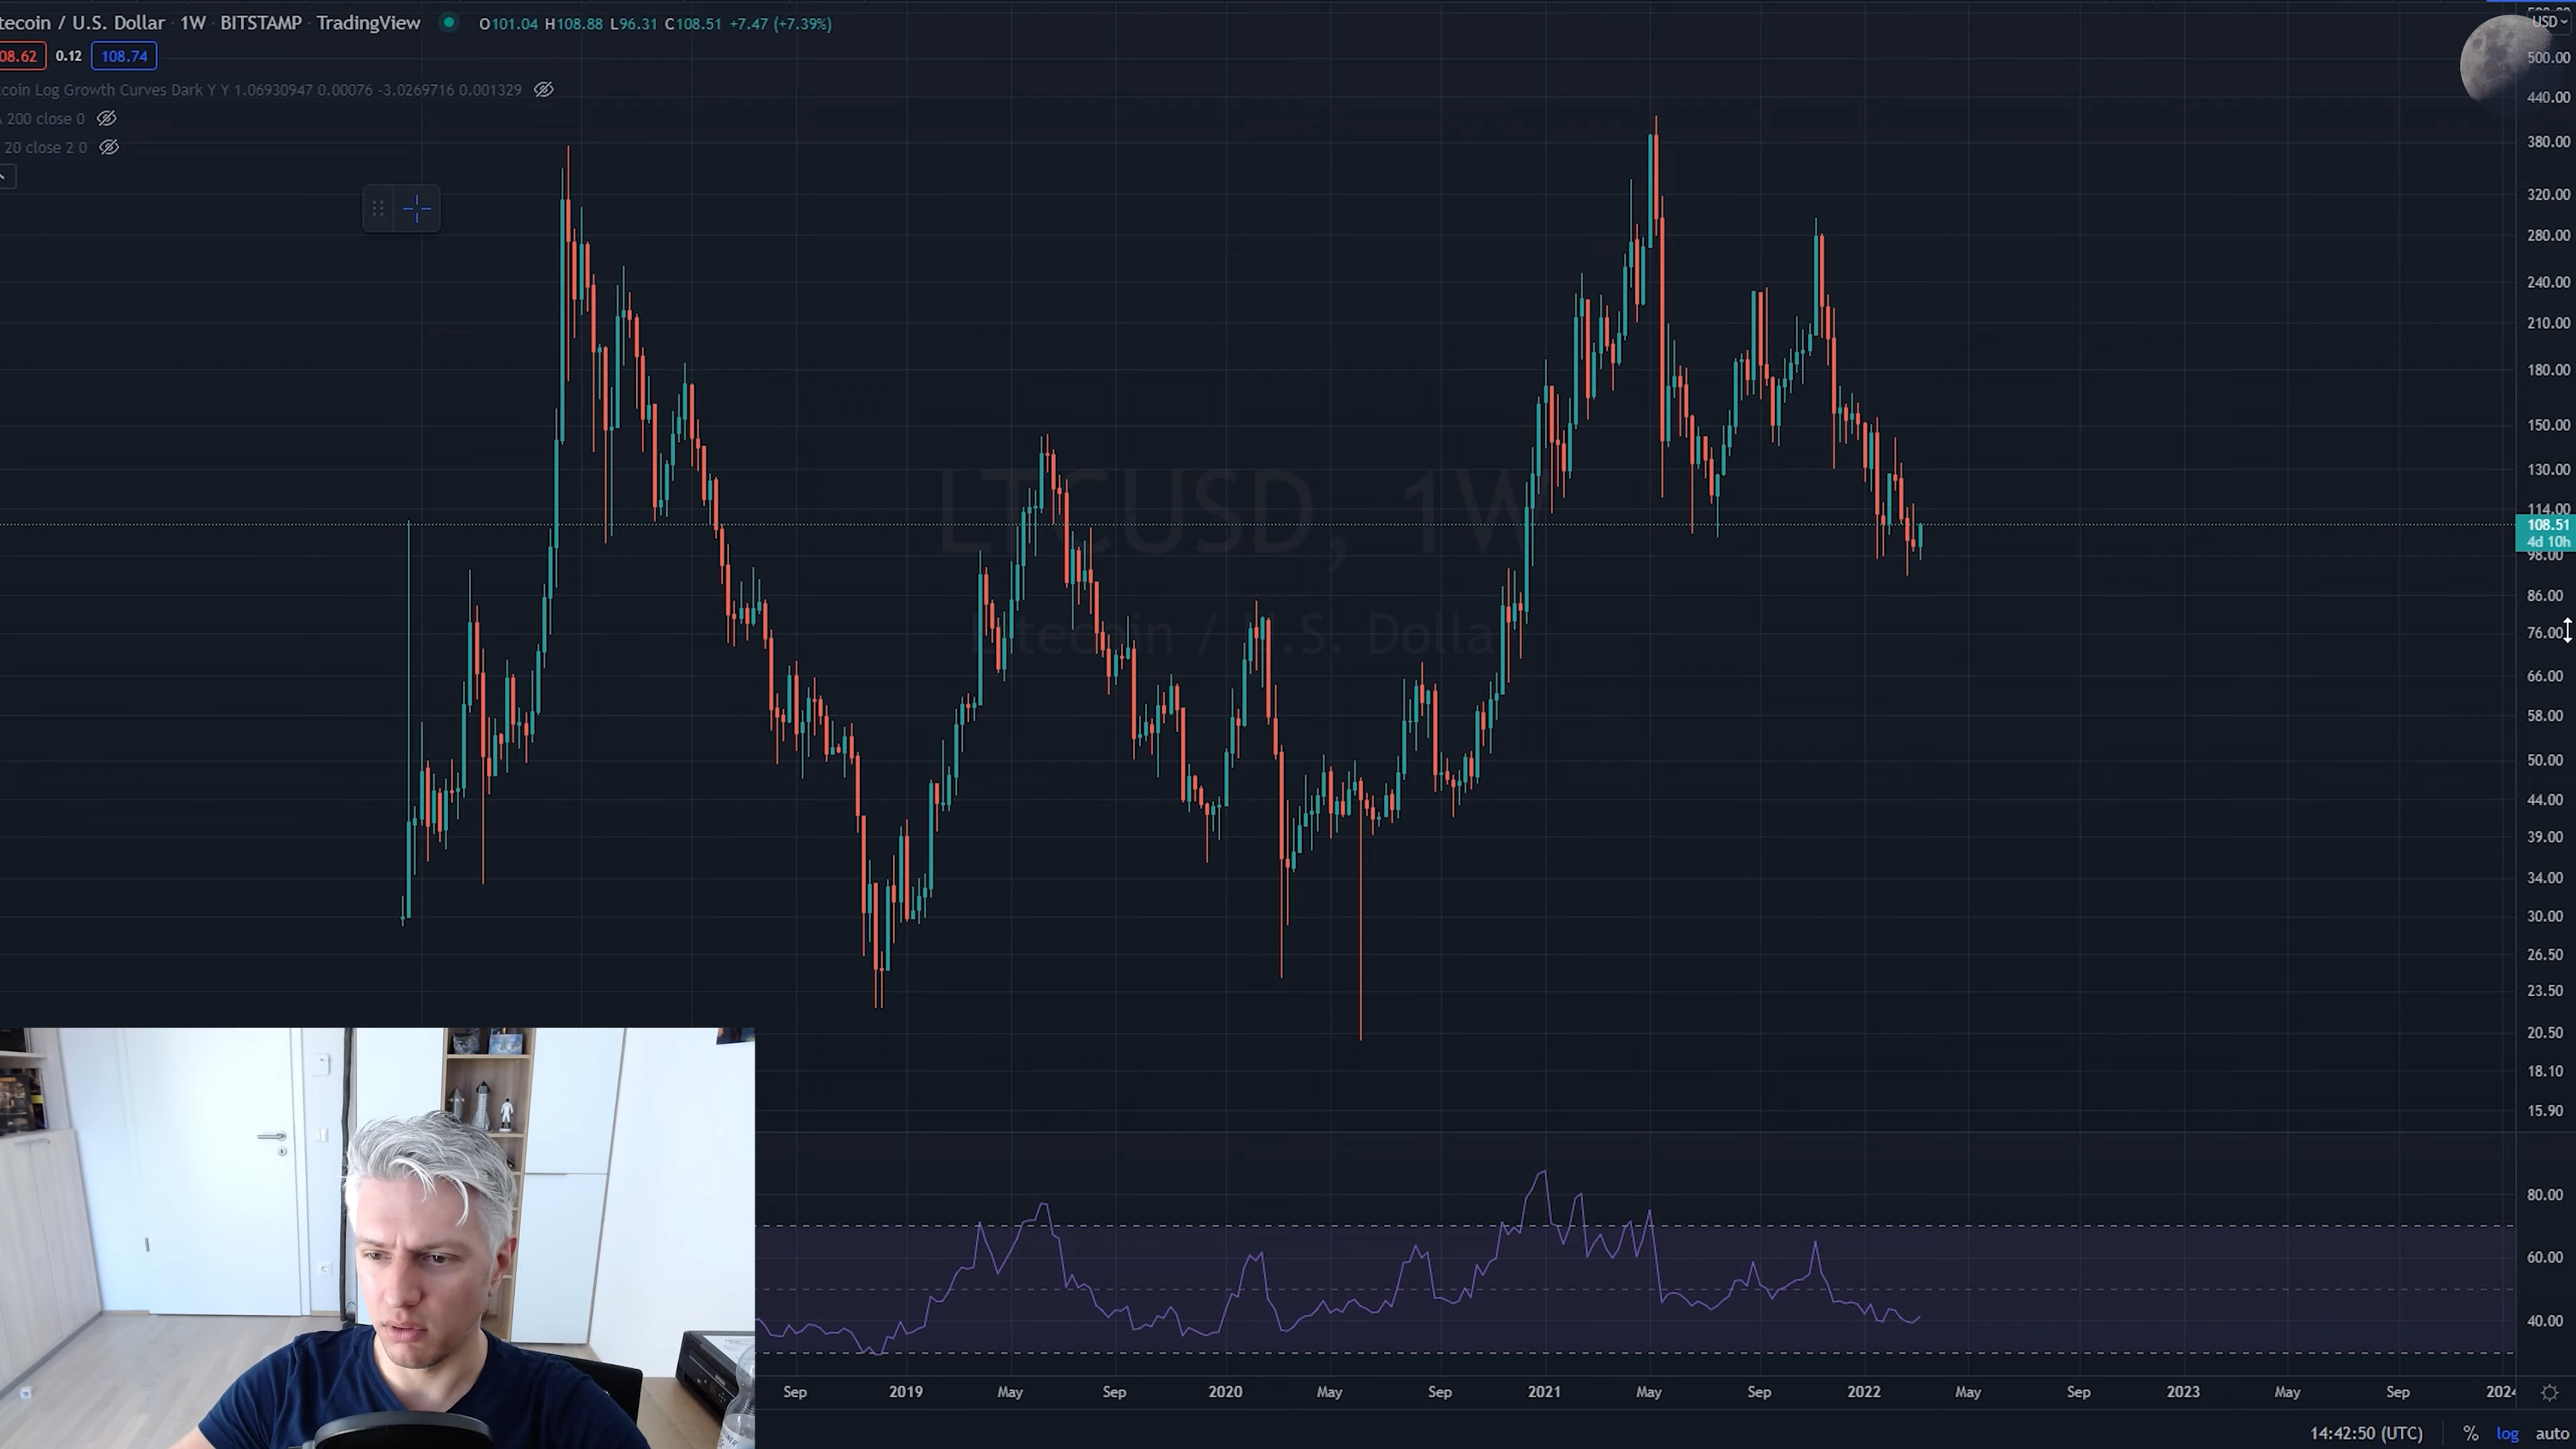 tecoin / U.S. Dollar · 1W · BITSTAMP · TradingView O101.04 H108.88 L96.31 C108.51 +7.47 (+7.39%)
08.62 0.12 108.74
coin Log Growth Curves Dark Y Y 1.06930947 0.00076 -3.0269716 0.001329
200 close 0
20 close 2 0
USD
500.00
440.00
380.00
320.00
280.00
240.00
210.00
180.00
150.00
130.00
114.00
108.51
4d 10h
98.00
86.00
76.00
66.00
58.00
50.00
44.00
39.00
34.00
30.00
26.50
23.50
20.50
18.10
15.90
LTCUSD, 1W
Litecoin / U.S. Dolla
80.00
60.00
40.00
Sep 2019 May Sep 2020 May Sep 2021 May Sep 2022 May Sep 2023 May Sep 2024
14:42:50 (UTC) % log auto